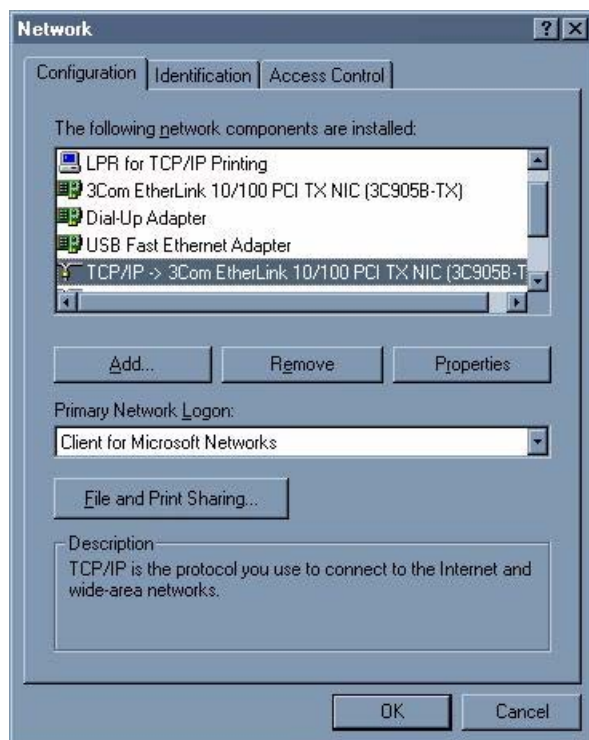 Network
Configuration Identification Access Control
The following network components are installed:
LPR for TCP/IP Printing
3Com EtherLink 10/100 PCI TX NIC (3C905B-TX)
Dial-Up Adapter
USB Fast Ethernet Adapter
TCP/IP -> 3Com EtherLink 10/100 PCI TX NIC (3C905B-T
Add... Remove Properties
Primary Network Logon:
Client for Microsoft Networks
File and Print Sharing...
Description
TCP/IP is the protocol you use to connect to the Internet and
wide-area networks.
OK Cancel